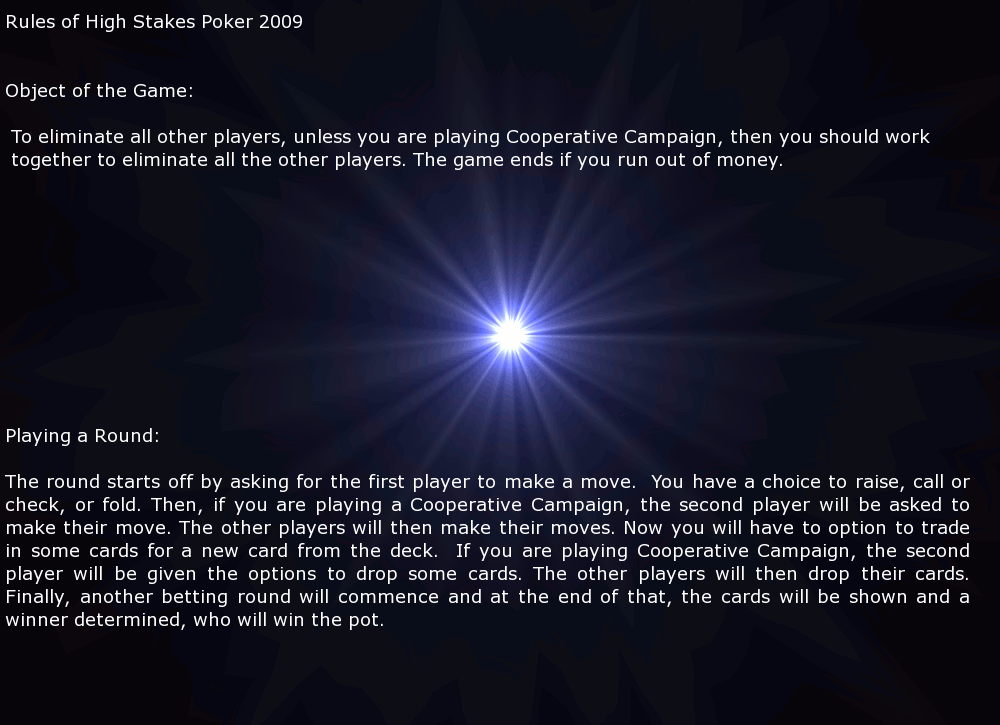 Rules of High Stakes Poker 2009
Object of the Game:
To eliminate all other players, unless you are playing Cooperative Campaign, then you should work
together to eliminate all the other players. The game ends if you run out of money.
Playing a Round:
The round starts off by asking for the first player to make a move.  You have a choice to raise, call or
check, or fold. Then, if you are playing a Cooperative Campaign, the second player will be asked to
make their move. The other players will then make their moves. Now you will have to option to trade
in some cards for a new card from the deck.  If you are playing Cooperative Campaign, the second
player will be given the options to drop some cards. The other players will then drop their cards.
Finally, another betting round will commence and at the end of that, the cards will be shown and a
winner determined, who will win the pot.